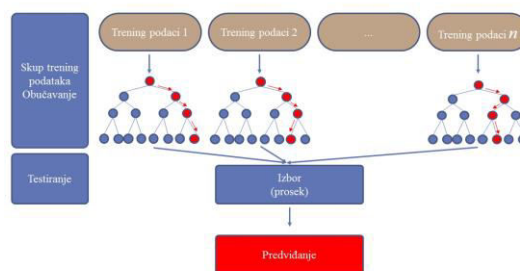 Trening podaci 1
Trening podaci 2
...
Trening podaci n
Skup trening
podataka
Obučavanje
Testiranje
Izbor
(prosek)
Predviđanje